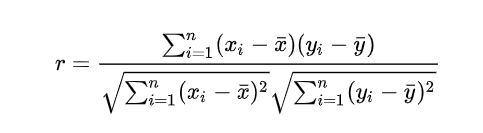 r = \frac{\sum_{i=1}^{n}(x_i - \bar{x})(y_i - \bar{y})}{\sqrt{\sum_{i=1}^{n}(x_i - \bar{x})^2}\sqrt{\sum_{i=1}^{n}(y_i - \bar{y})^2}}